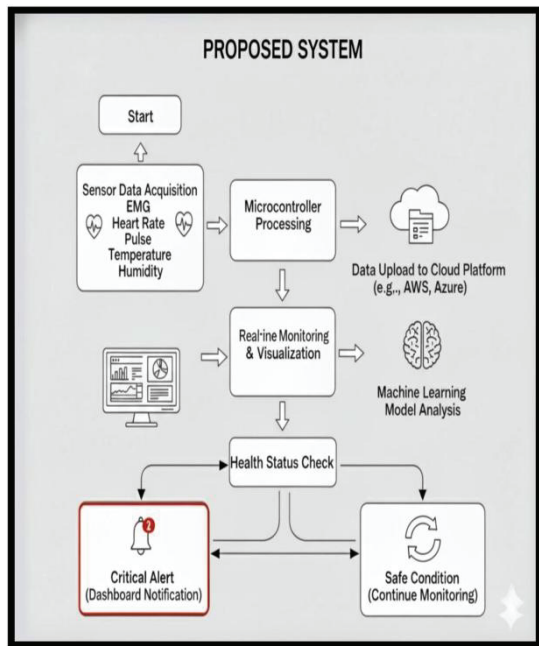 PROPOSED SYSTEM
Start
Sensor Data Acquisition
EMG
Heart Rate
Pulse
Temperature
Humidity
Microcontroller
Processing
Data Upload to Cloud Platform
(e.g,., AWS, Azure)
Real-ine Monitoring
& Visualization
Machine Learning
Model Analysis
Health Status Check
2
Critical Alert
(Dashboard Notification)
Safe Condition
(Continue Monitoring)